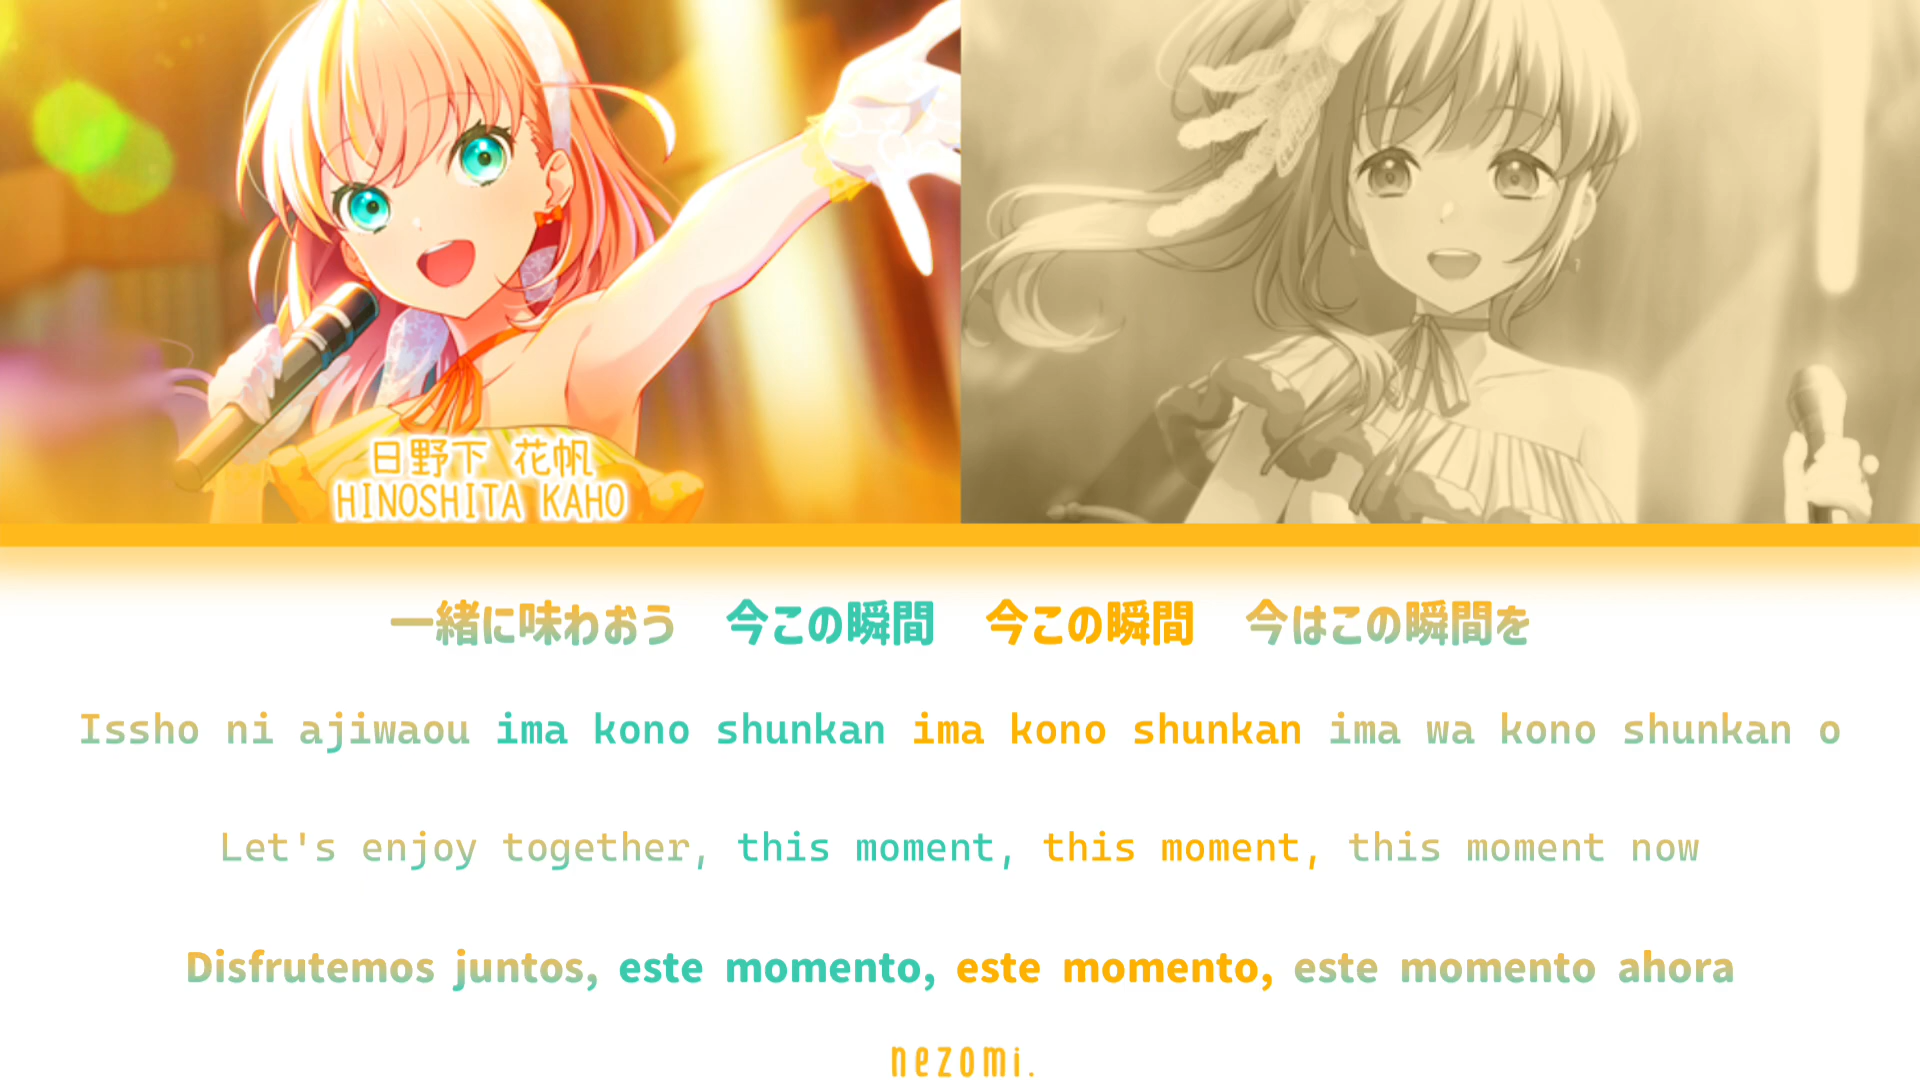 日野下 花帆
HINOSHITA KAHO
一緒に味わおう 今この瞬間 今この瞬間 今はこの瞬間を
Issho ni ajiwaou ima kono shunkan ima kono shunkan ima wa kono shunkan o
Let's enjoy together, this moment, this moment, this moment now
Disfrutemos juntos, este momento, este momento, este momento ahora
nezomi.